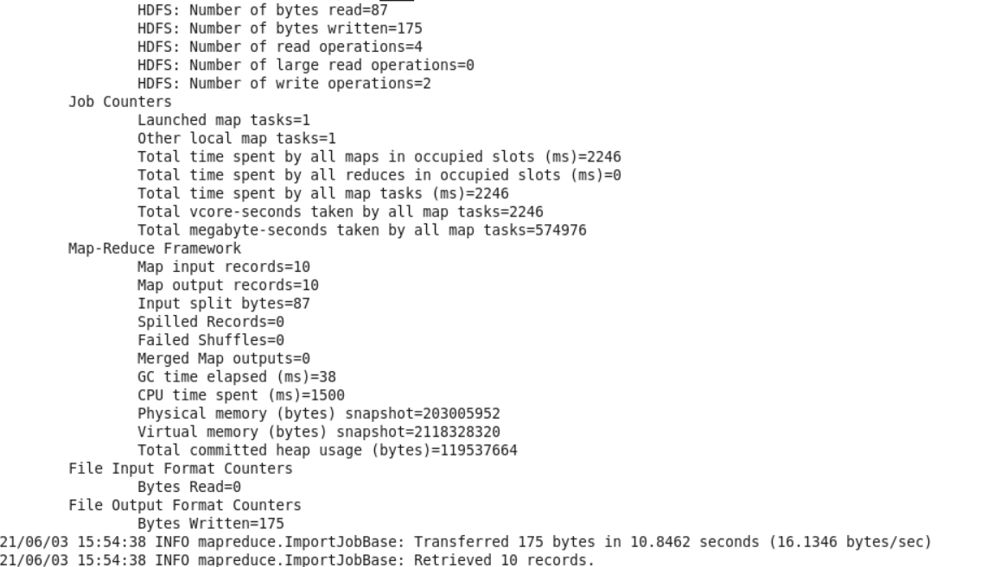 HDFS: Number of bytes read=87
HDFS: Number of bytes written=175
HDFS: Number of read operations=4
HDFS: Number of large read operations=0
HDFS: Number of write operations=2
Job Counters
Launched map tasks=1
Other local map tasks=1
Total time spent by all maps in occupied slots (ms)=2246
Total time spent by all reduces in occupied slots (ms)=0
Total time spent by all map tasks (ms)=2246
Total vcore-seconds taken by all map tasks=2246
Total megabyte-seconds taken by all map tasks=574976
Map-Reduce Framework
Map input records=10
Map output records=10
Input split bytes=87
Spilled Records=0
Failed Shuffles=0
Merged Map outputs=0
GC time elapsed (ms)=38
CPU time spent (ms)=1500
Physical memory (bytes) snapshot=203005952
Virtual memory (bytes) snapshot=2118328320
Total committed heap usage (bytes)=119537664
File Input Format Counters
Bytes Read=0
File Output Format Counters
Bytes Written=175
21/06/03 15:54:38 INFO mapreduce.ImportJobBase: Transferred 175 bytes in 10.8462 seconds (16.1346 bytes/sec)
21/06/03 15:54:38 INFO mapreduce.ImportJobBase: Retrieved 10 records.